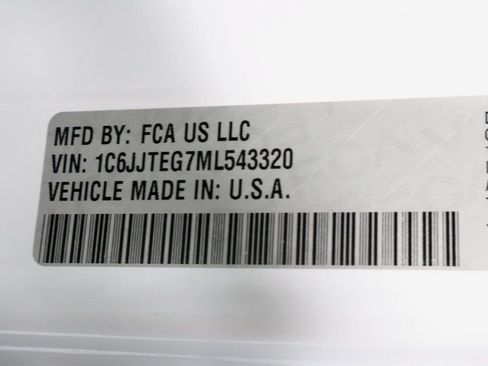 MFD BY: FCA US LLC
VIN: 1C6JJTEG7ML543320
VEHICLE MADE IN: U.S.A.